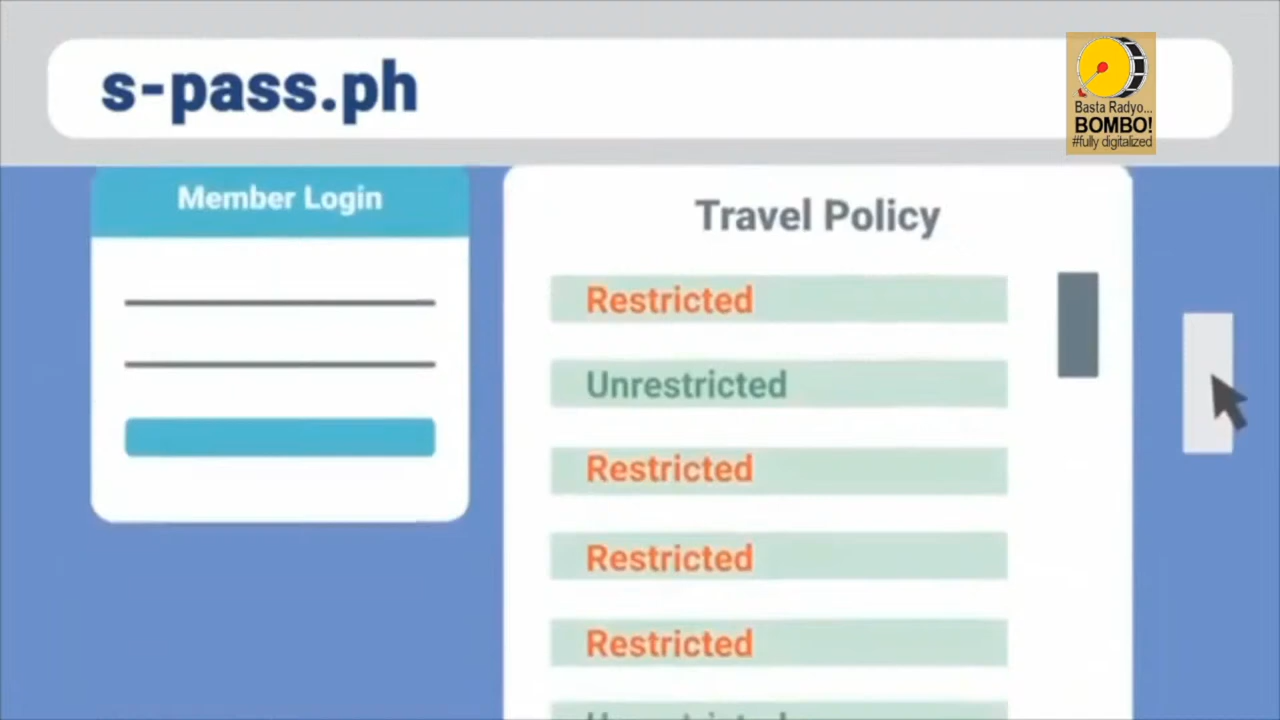 s-pass.ph
Basta Radyo...
BOMBO!
#fully digitalized
Member Login
Travel Policy
Restricted
Unrestricted
Restricted
Restricted
Restricted